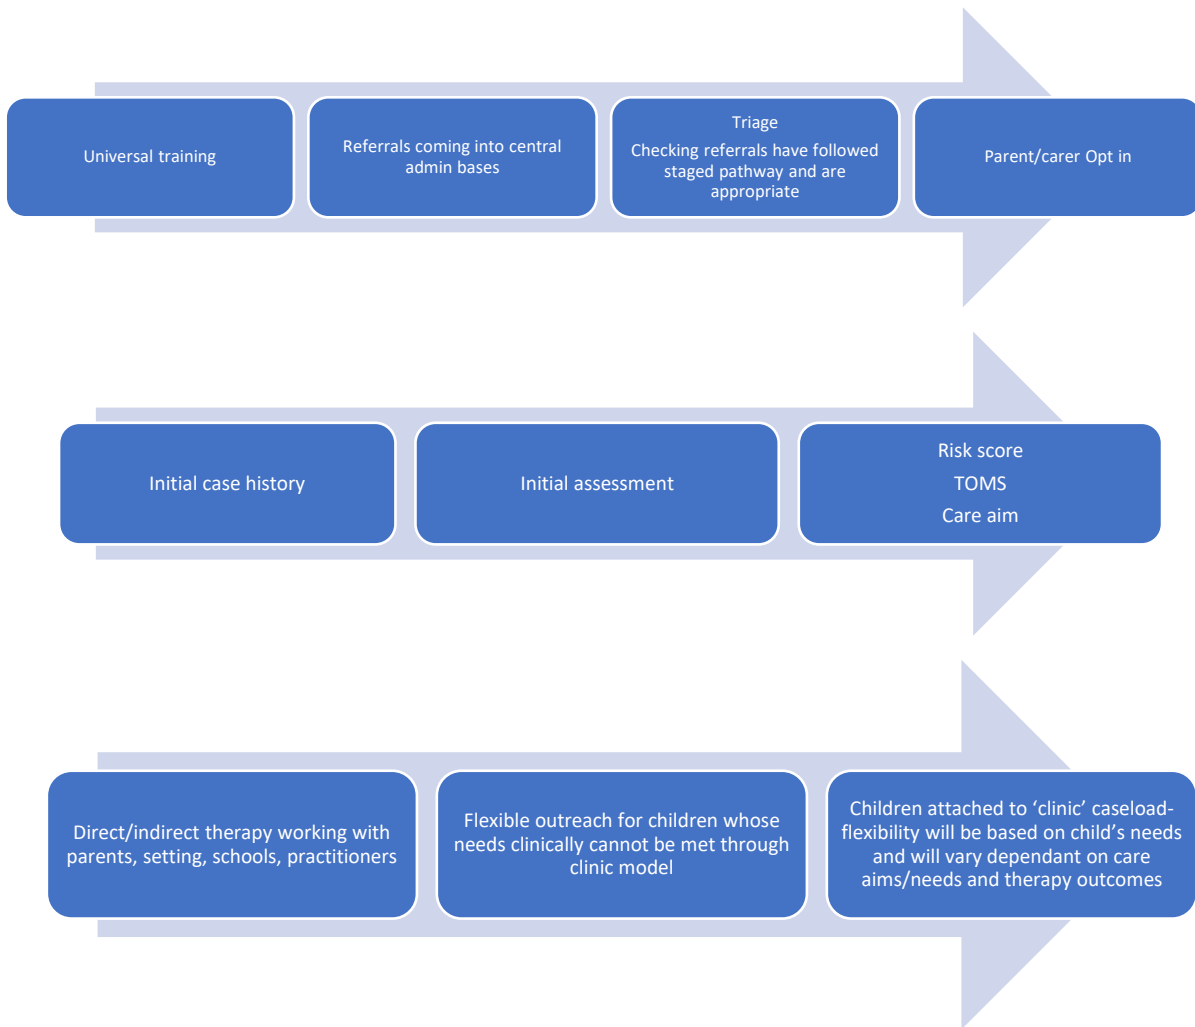 Universal training
Referrals coming into central
admin bases
Triage
Checking referrals have followed
staged pathway and are
appropriate
Parent/carer Opt in
Initial case history
Initial assessment
Risk score
TOMS
Care aim
Direct/indirect therapy working with
parents, setting, schools, practitioners
Flexible outreach for children whose
needs clinically cannot be met through
clinic model
Children attached to ‘clinic’ caseload-
flexibility will be based on child’s needs
and will vary dependant on care
aims/needs and therapy outcomes